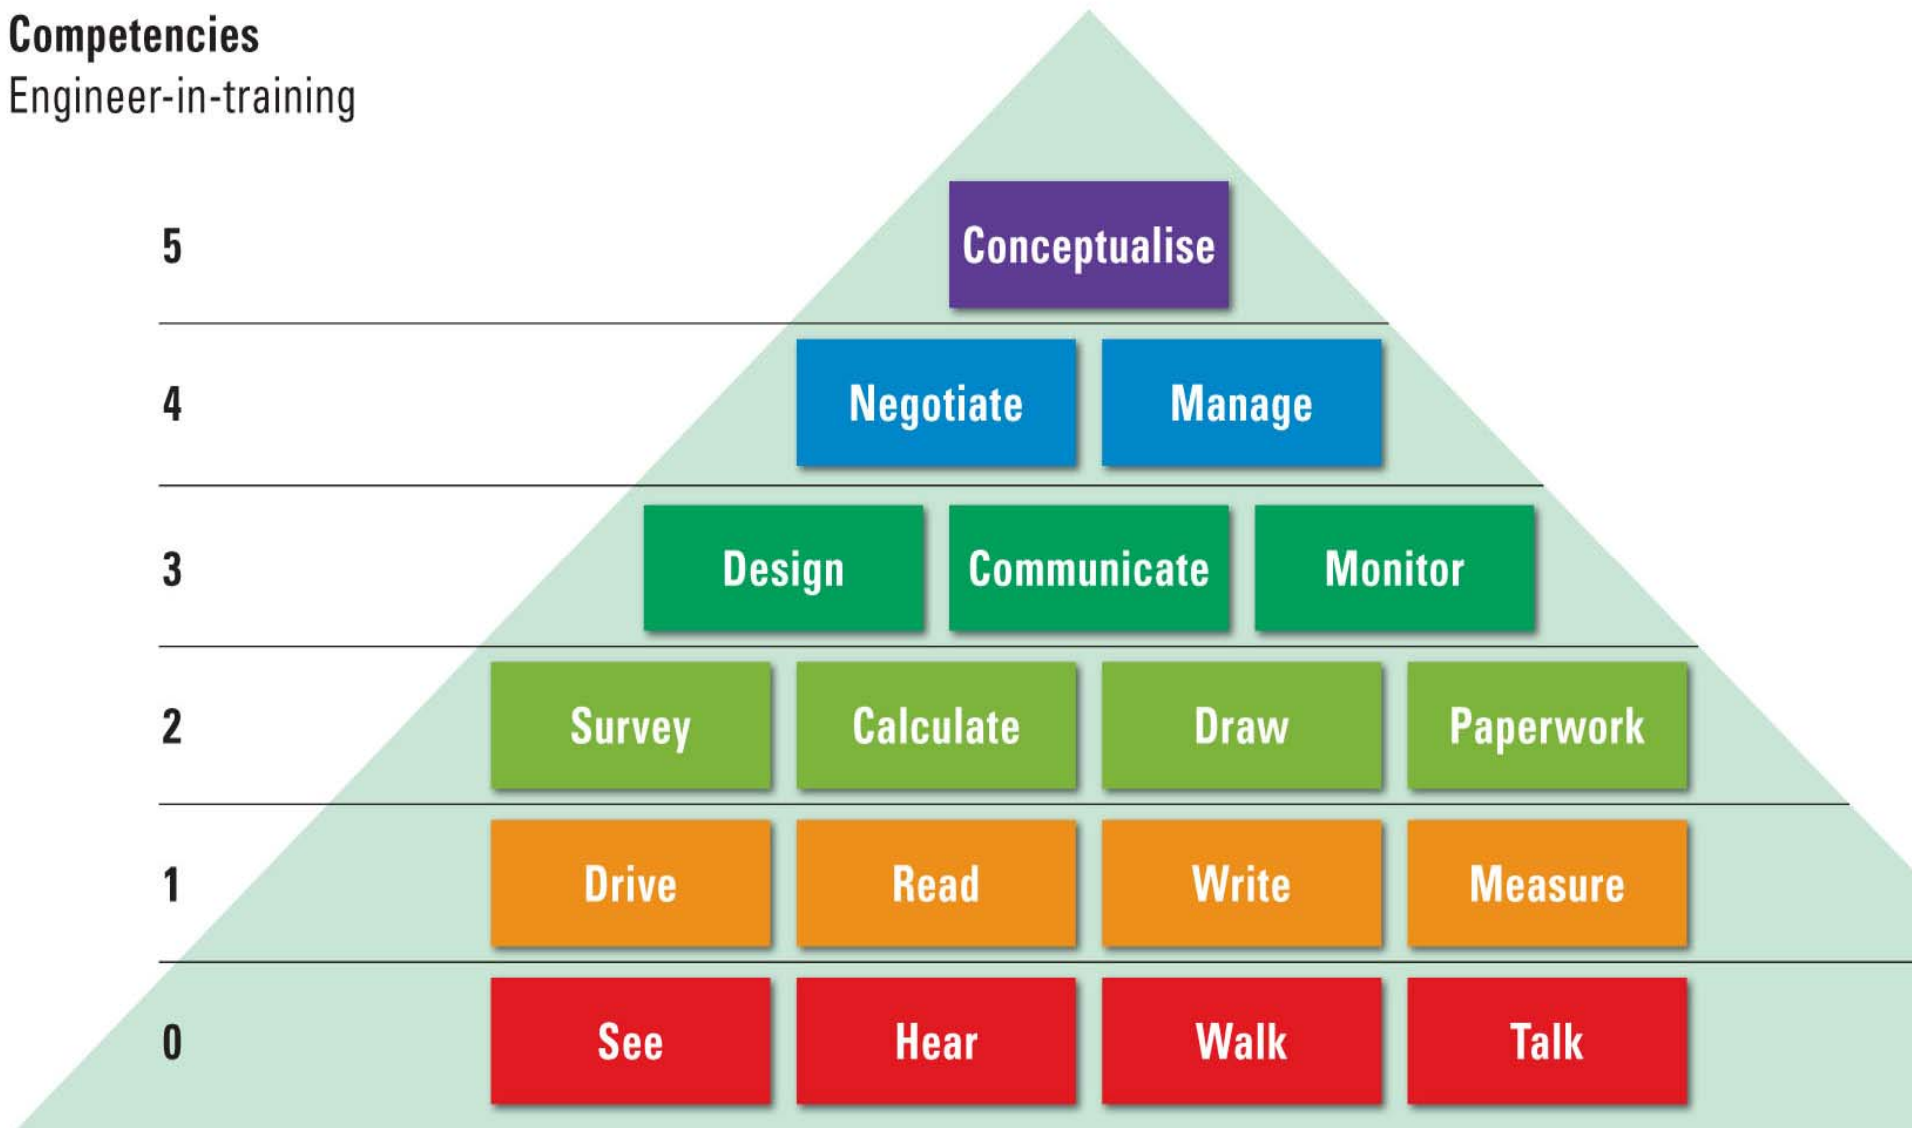 Competencies
Engineer-in-training
5
Conceptualise
4
Negotiate Manage
3
Design Communicate Monitor
2
Survey Calculate Draw Paperwork
1
Drive Read Write Measure
0
See Hear Walk Talk